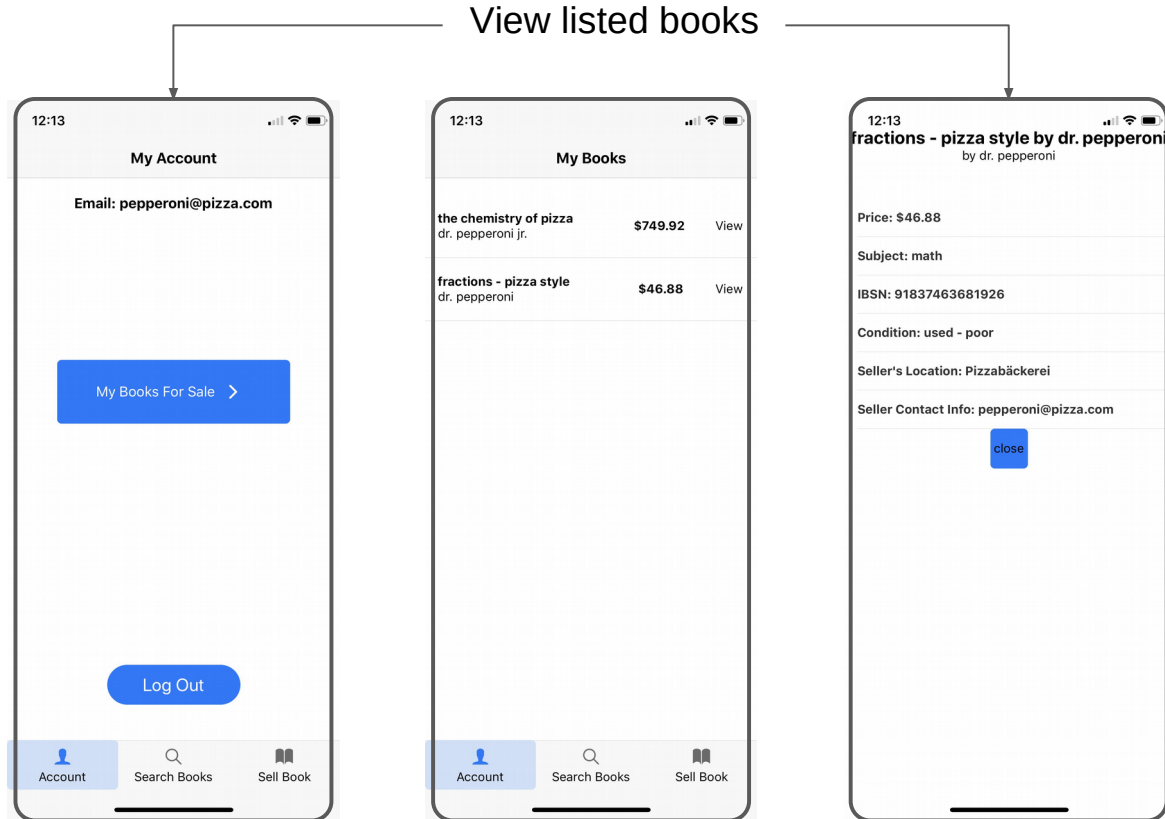 View listed books
12:13
My Account
Email: pepperoni@pizza.com
My Books For Sale
Log Out
Account Search Books Sell Book
12:13
My Books
the chemistry of pizza $749.92 View
dr. pepperoni jr.
fractions - pizza style $46.88 View
dr. pepperoni
Account Search Books Sell Book
12:13
fractions - pizza style by dr. pepperoni
by dr. pepperoni
Price: $46.88
Subject: math
IBSN: 91837463681926
Condition: used - poor
Seller's Location: Pizzabäckerei
Seller Contact Info: pepperoni@pizza.com
close